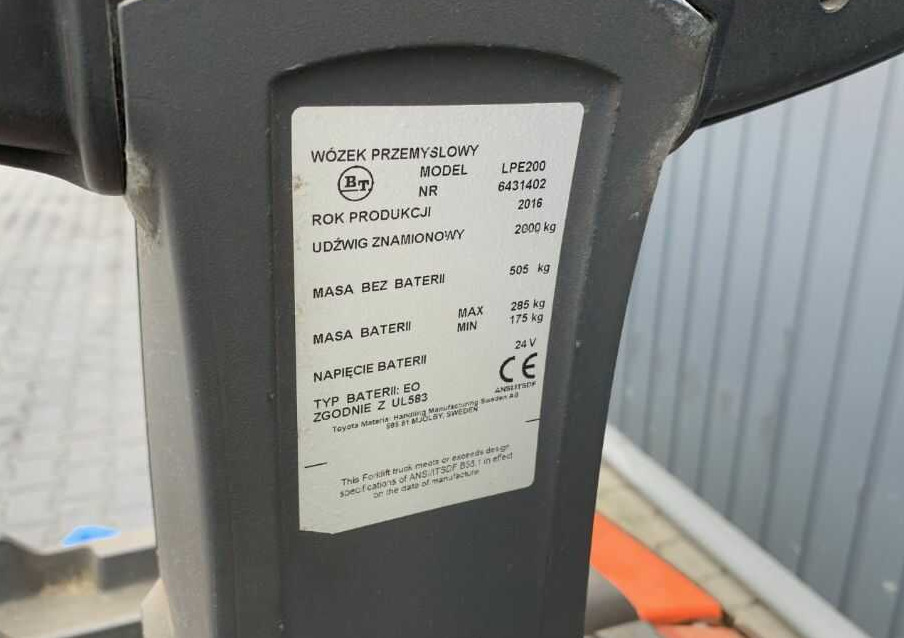 WÓZEK PRZEMYSLOWY
BT MODEL LPE200
NR 6431402
ROK PRODUKCJI 2016
UDŹWIG ZNAMIONOWY 2000 kg
MASA BEZ BATERII 505 kg
MASA BATERII MAX 285 kg
MIN 175 kg
NAPIĘCIE BATERII 24 V
TYP BATERII: EO CE
ZGODNIE Z UL583 ANSI/ITSDF
Toyota Material Handling Manufacturing Sweden AB
595 81 MJÖLBY, SWEDEN
This Forklift truck meets or exceeds design
specifications of ANSI/ITSDF B56.1 in effect
on the date of manufacture